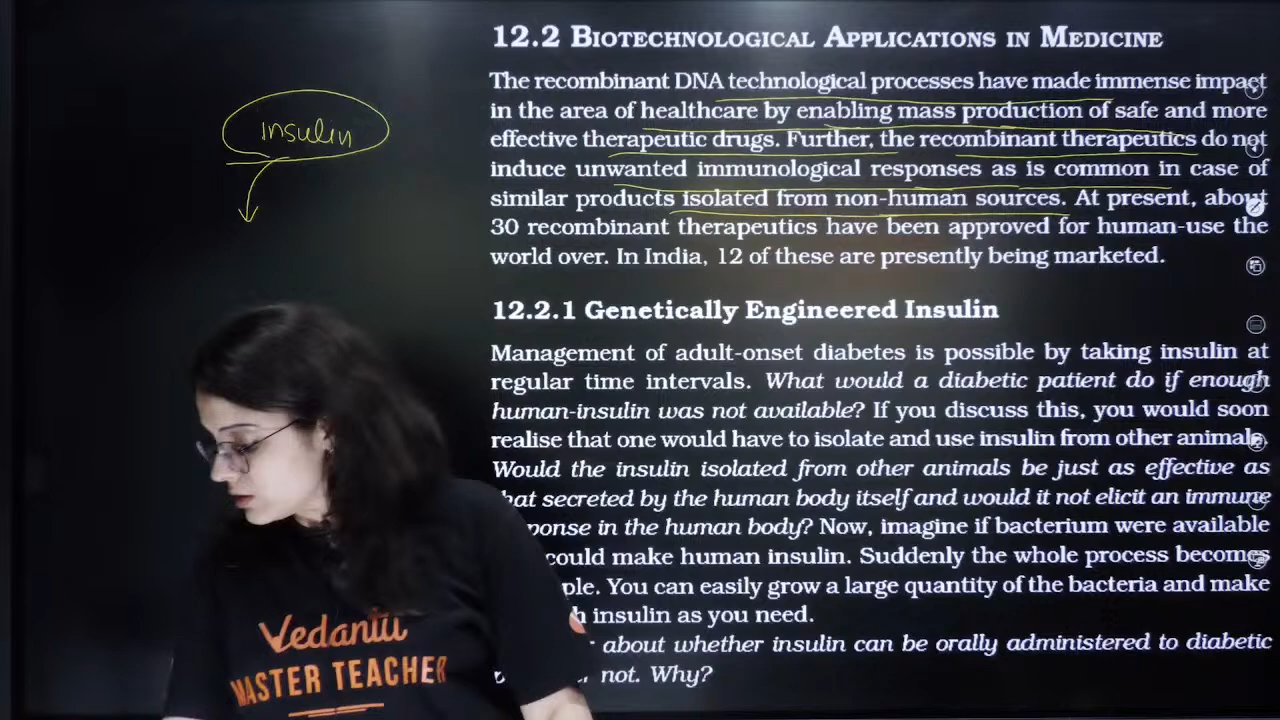 12.2 BIOTECHNOLOGICAL APPLICATIONS IN MEDICINE
The recombinant DNA technological processes have made immense impact
in the area of healthcare by enabling mass production of safe and more
effective therapeutic drugs. Further, the recombinant therapeutics do not
induce unwanted immunological responses as is common in case of
similar products isolated from non-human sources. At present, about
30 recombinant therapeutics have been approved for human-use the
world over. In India, 12 of these are presently being marketed.
insulin
12.2.1 Genetically Engineered Insulin
Management of adult-onset diabetes is possible by taking insulin at
regular time intervals. What would a diabetic patient do if enough
human-insulin was not available? If you discuss this, you would soon
realise that one would have to isolate and use insulin from other animals.
Would the insulin isolated from other animals be just as effective as
hat secreted by the human body itself and would it not elicit an immune
ponse in the human body? Now, imagine if bacterium were available
could make human insulin. Suddenly the whole process becomes
ple. You can easily grow a large quantity of the bacteria and make
h insulin as you need.
about whether insulin can be orally administered to diabetic
not. Why?
Vedantu
MASTER TEACHER